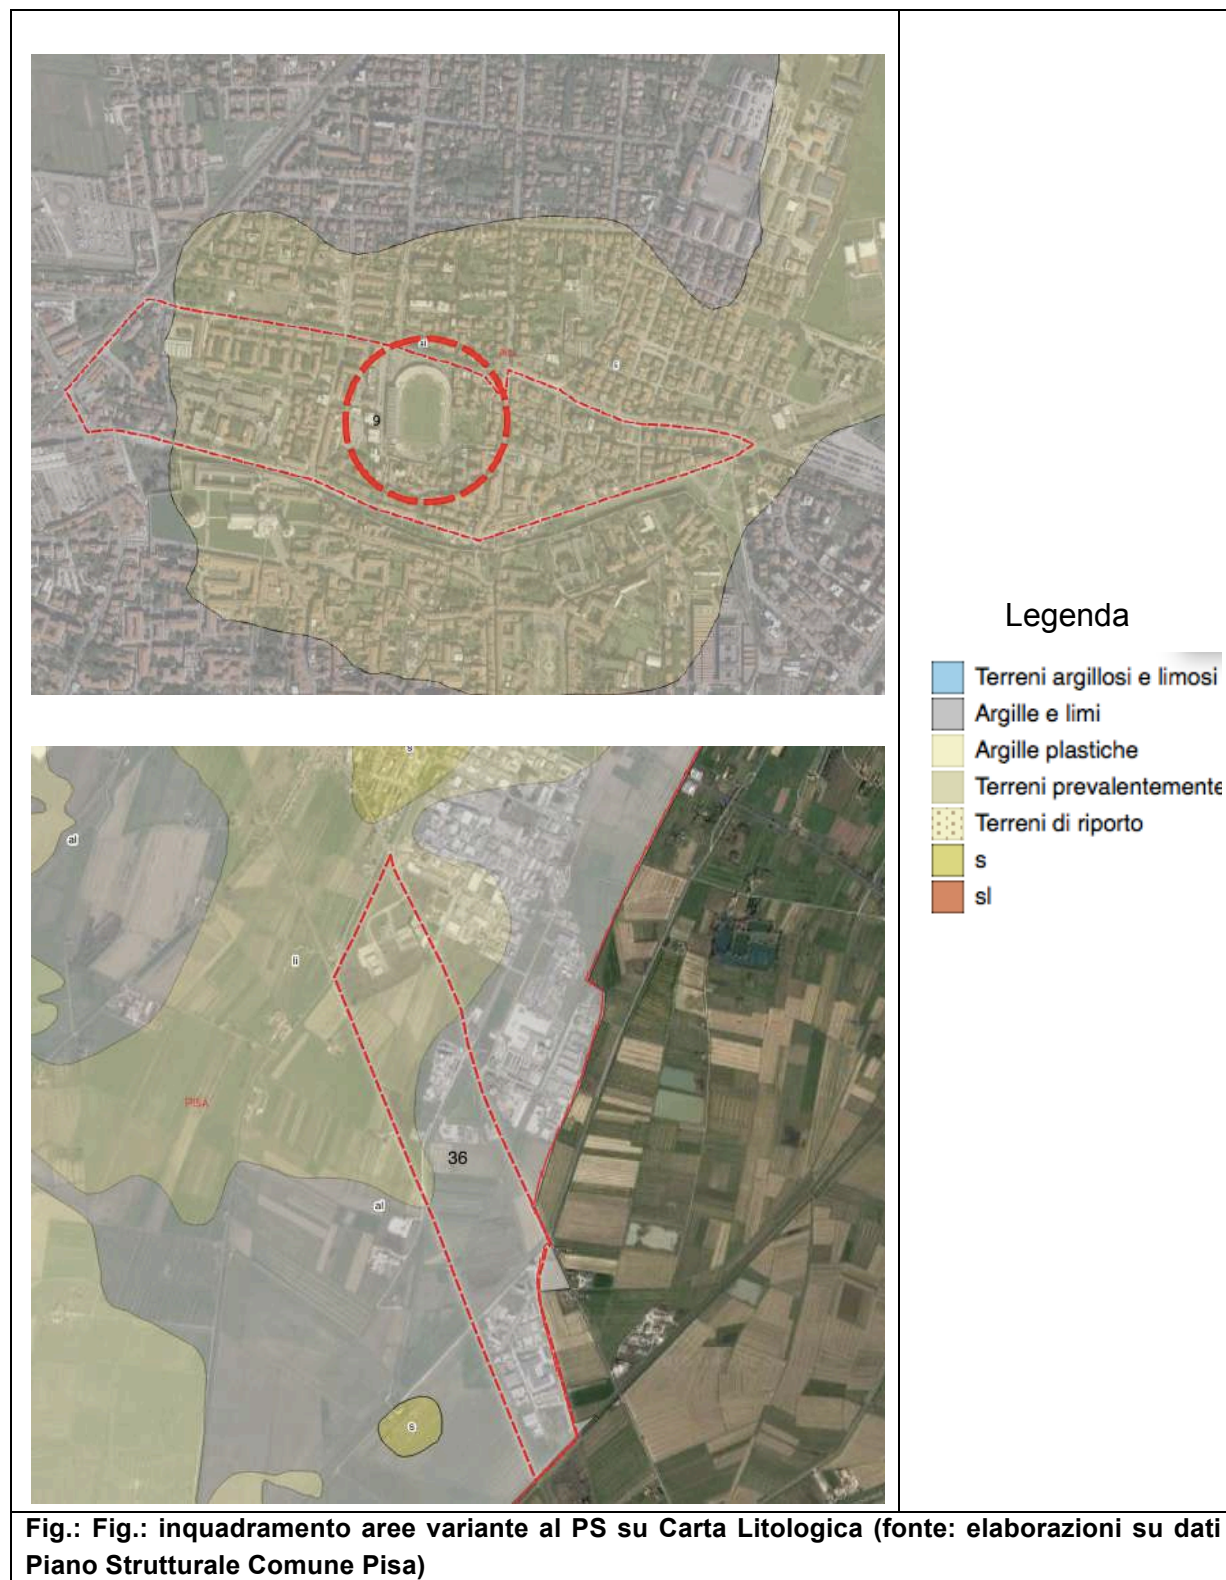 al
PISA
li
9
Legenda
Terreni argillosi e limosi
Argille e limi
Argille plastiche
Terreni prevalentemente
Terreni di riporto
s
sl
s
al
li
PISA
36
al
s
Fig.: Fig.: inquadramento aree variante al PS su Carta Litologica (fonte: elaborazioni su dati
Piano Strutturale Comune Pisa)